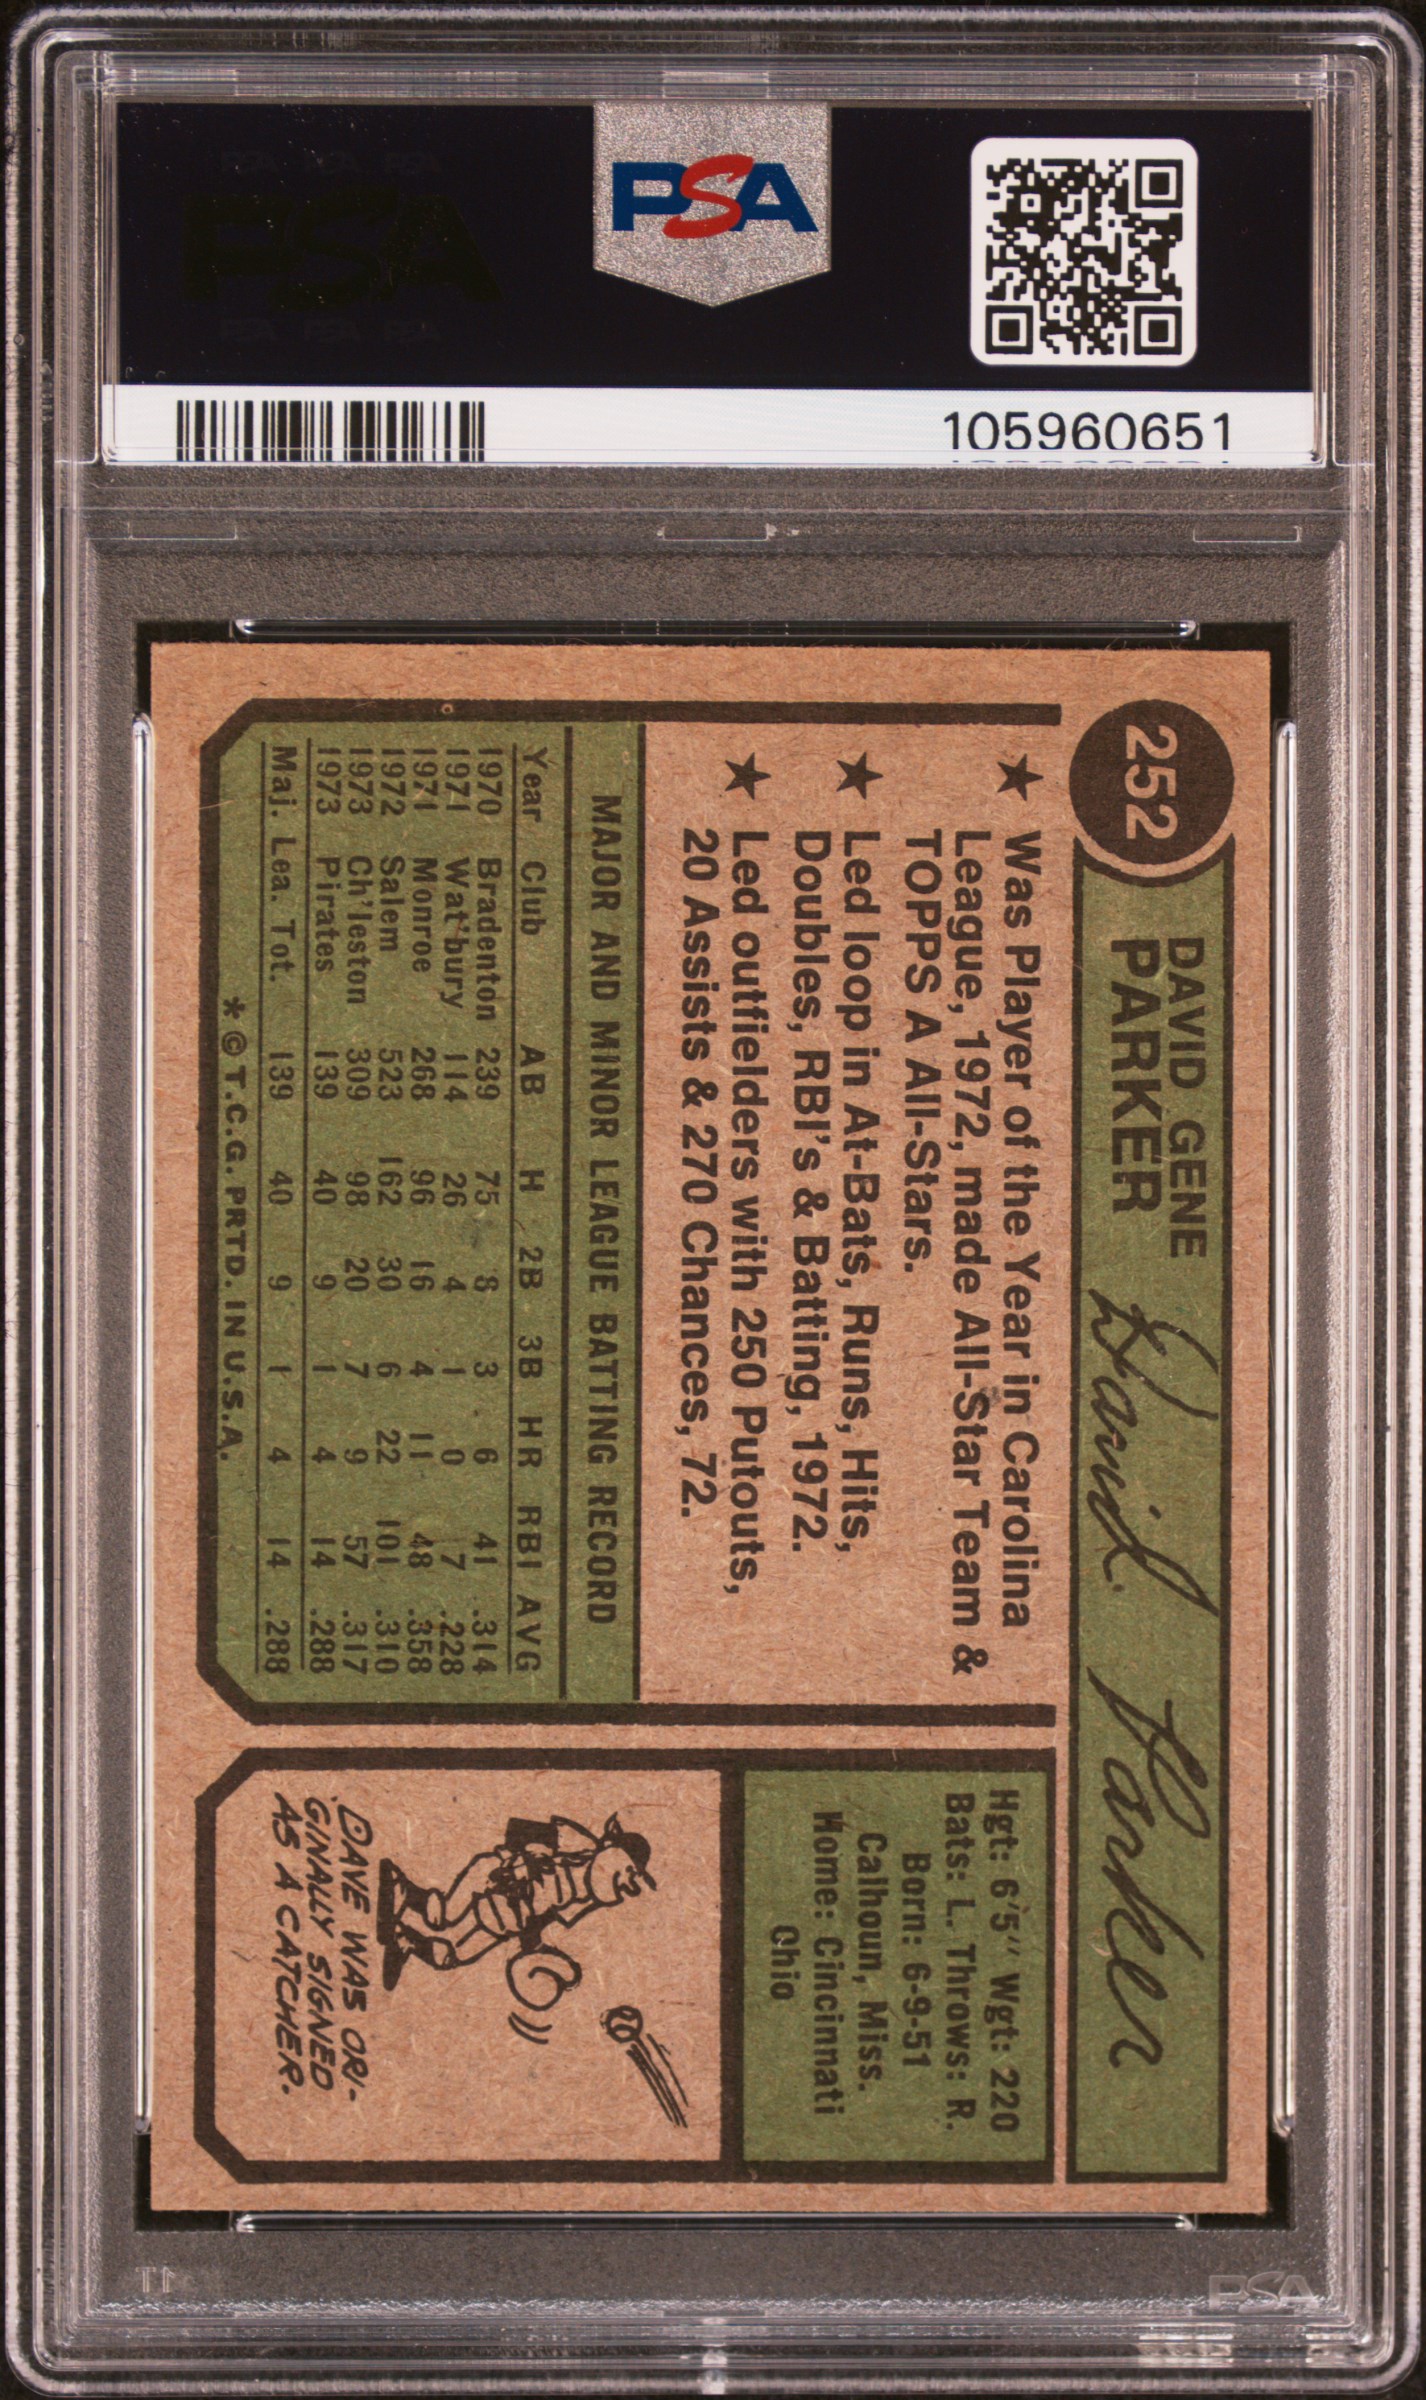 PSA
105960651
252
DAVID GENE
PARKER
David Parker
★ Was Player of the Year in Carolina
League, 1972, made All-Star Team &
TOPPS A All-Stars.
★ Led loop in At-Bats, Runs, Hits,
Doubles, RBI's & Batting, 1972.
★ Led outfielders with 250 Putouts,
20 Assists & 270 Chances, 72.
MAJOR AND MINOR LEAGUE BATTING RECORD
Year Club AB H 2B 3B HR RBI AVG
1970 Bradenton 239 75 8 3 6 41 .314
1971 Wat'bury 114 26 4 1 0 7 .228
1971 Monroe 268 96 16 4 11 48 .358
1972 Salem 523 162 30 6 22 101 .310
1973 Ch'leston 309 98 20 7 9 57 .317
1973 Pirates 139 40 9 1 4 14 .288
Maj. Lea. Tot. 139 40 9 1 4 14 .288
* © T.C.G. PRTD. IN U.S.A.
Hgt: 6'5" Wgt: 220
Bats: L. Throws: R.
Born: 6-9-51
Calhoun, Miss.
Home: Cincinnati
Ohio
DAVE WAS ORI-
GINALLY SIGNED
AS A CATCHER.
PSA